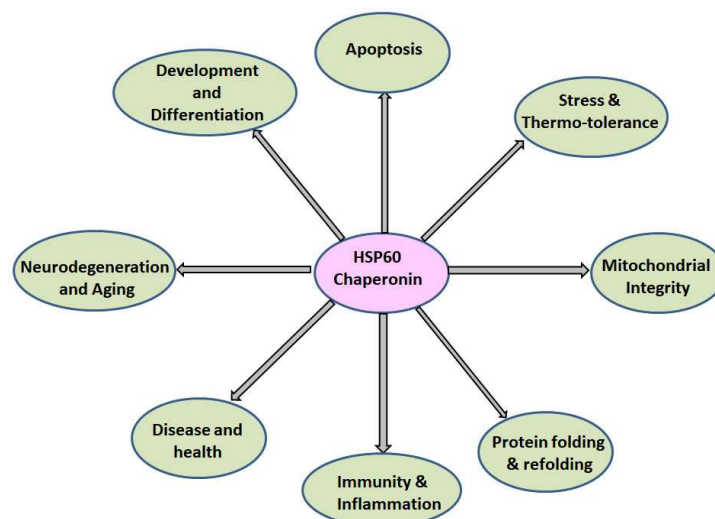 Apoptosis
Development
and
Differentiation
Stress &
Thermo-tolerance
HSP60
Chaperonin
Neurodegeneration
and Aging
Mitochondrial
Integrity
Disease and
health
Protein folding
& refolding
Immunity &
Inflammation